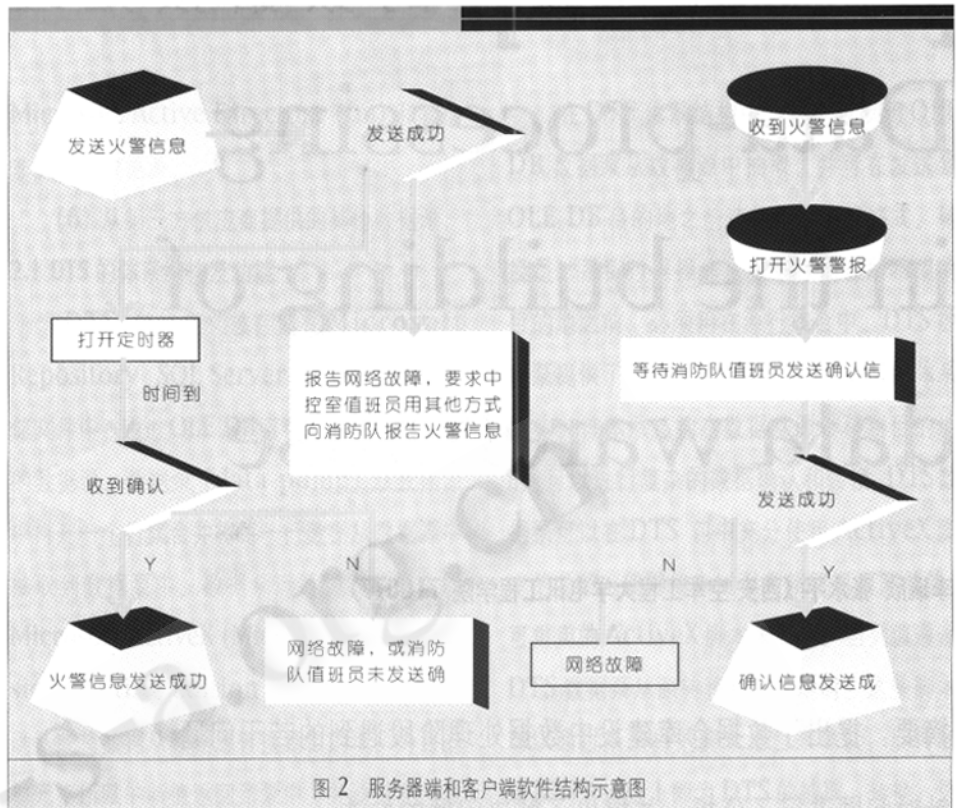 发送火警信息
发送成功
收到火警信息
打开火警警报
打开定时器
时间到
报告网络故障，要求中
控室值班员用其他方式
向消防队报告火警信息
等待消防队值班员发送确认信
收到确认
发送成功
Y
N
N
Y
火警信息发送成功
网络故障，或消防
队值班员未发送确
网络故障
确认信息发送成
图 2 服务器端和客户端软件结构示意图